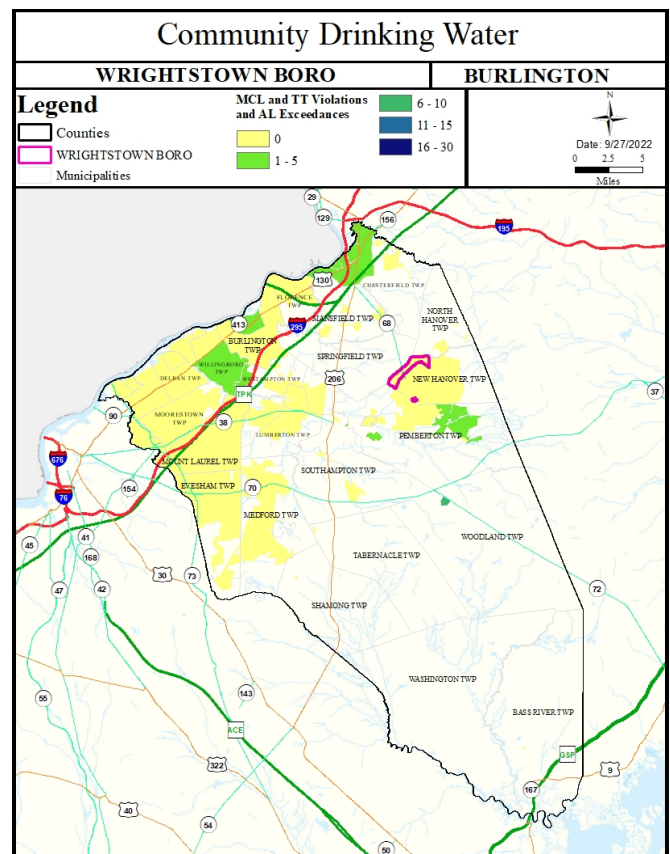 Community Drinking Water
WRIGHTSTOWN BORO
BURLINGTON
Legend
Counties
WRIGHTSTOWN BORO
Municipalities
MCL and TT Violations
and AL Exceedances
0
1 - 5
6 - 10
11 - 15
16 - 30
N
Date: 9/27/2022
0 2.5 5
Miles
29
129
156
195
130
CHESTERFIELD TWP
FLORENCE
TWP
NORTH
HANOVER
TWP
413
295
MANSFIELD TWP
68
BURLINGTON
TWP
SPRINGFIELD TWP
WILLINGBORO
TWP
DELRAN TWP
WESTAMPTON TWP
206
NEW HANOVER TWP
37
TPK
90
MOORESTOWN
TWP
38
LUMBERTON TWP
PEMBERTON TWP
676
MOUNT LAUREL TWP
SOUTHAMPTON TWP
76
154
EVESHAM TWP
70
MEDFORD TWP
41
45
168
WOODLAND TWP
TABERNACLE TWP
30
73
47
42
72
SHAMONG TWP
WASHINGTON TWP
143
55
BASS RIVER TWP
ACE
GSP
322
9
167
40
54
50